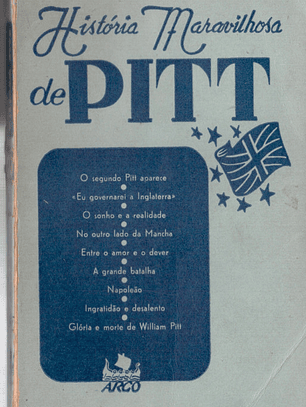 História Maravilhosa
de PITT
O segundo Pitt aparece
«Eu governarei a Inglaterra»
O sonho e a realidade
No outro lado da Mancha
Entre o amor e o dever
A grande batalha
Napoleão
Ingratidão e desalento
Glória e morte de William Pitt
ARGO